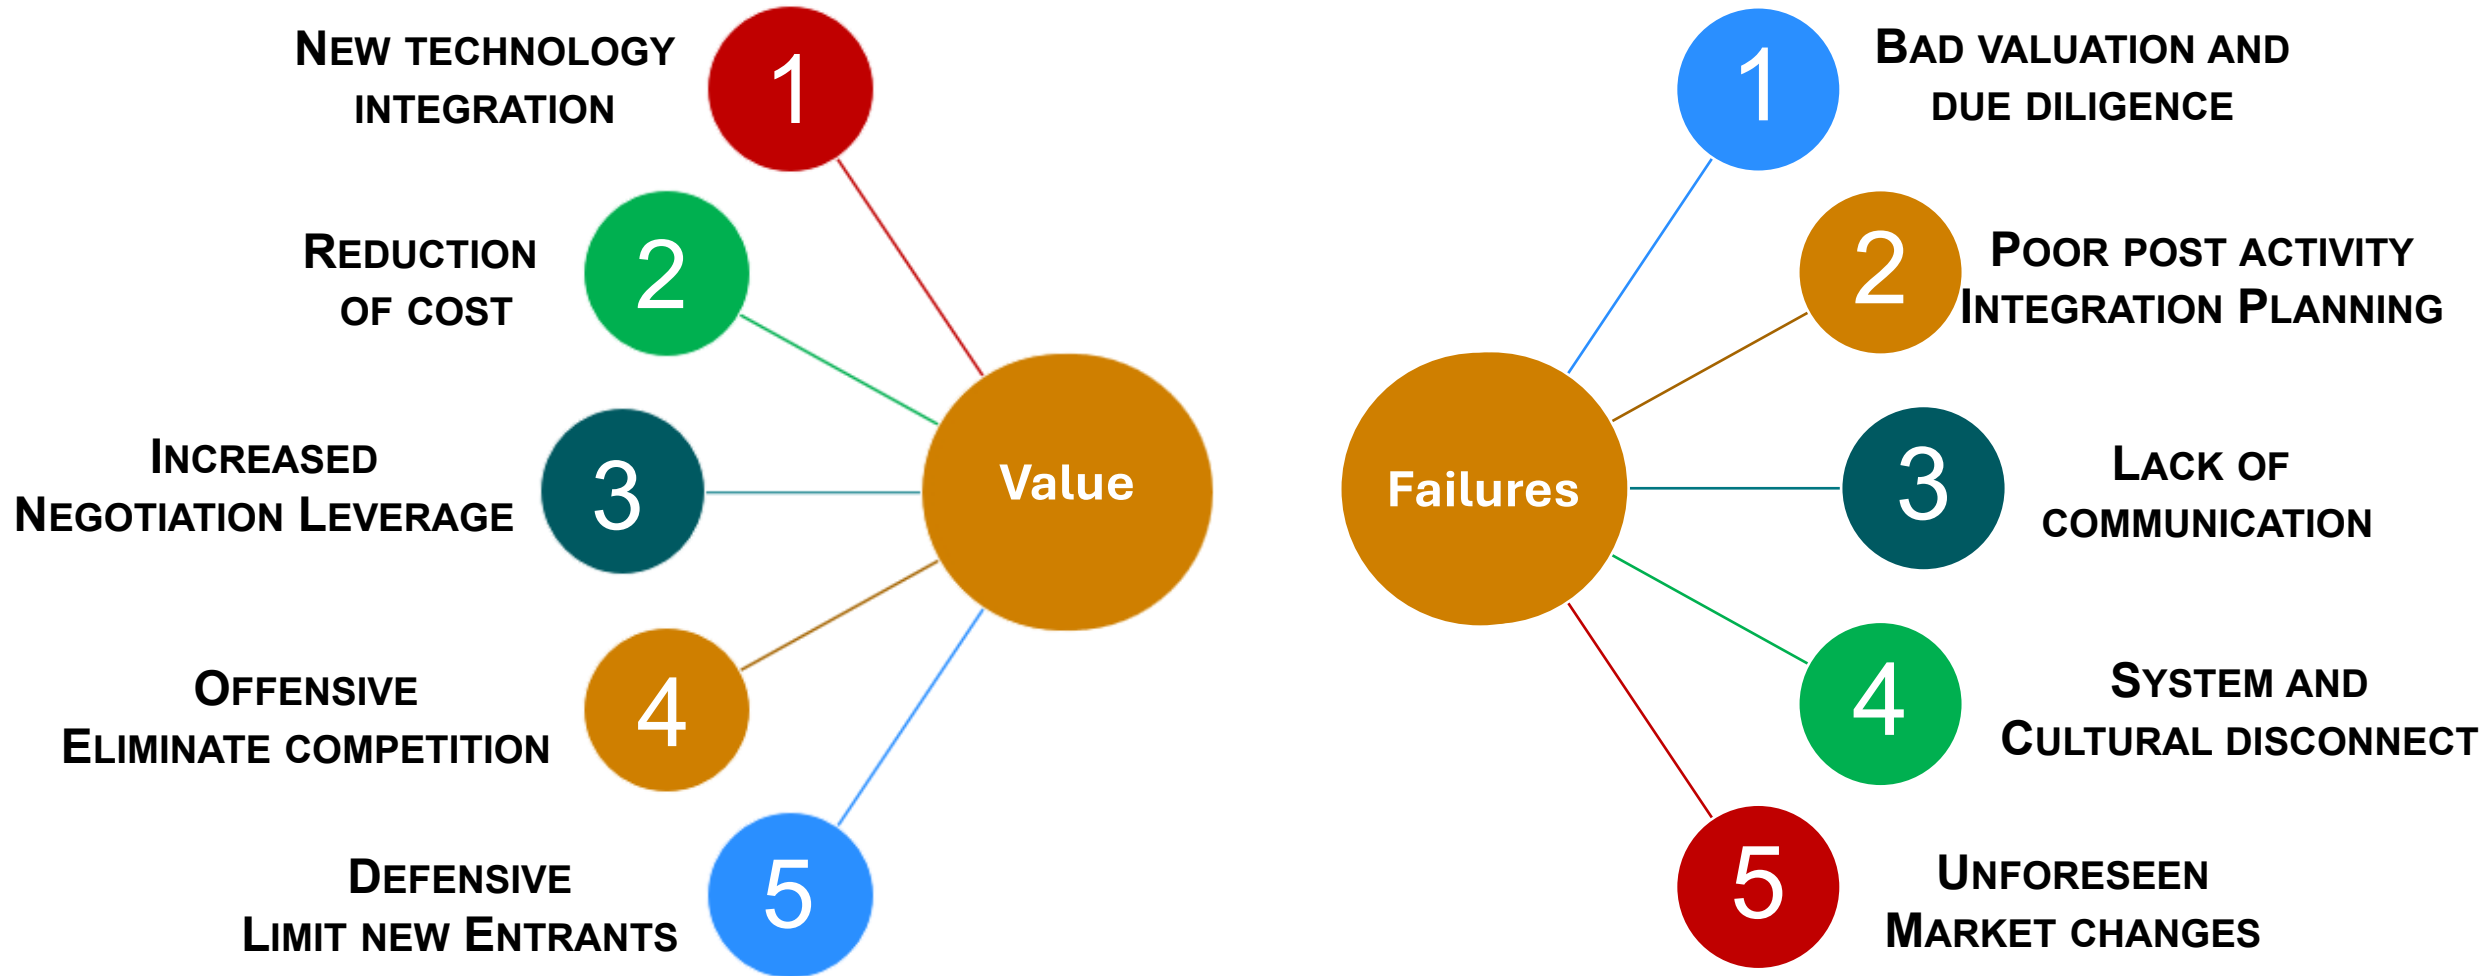 NEW TECHNOLOGY
INTEGRATION
1
REDUCTION
OF COST
2
INCREASED
NEGOTIATION LEVERAGE
3
OFFENSIVE
ELIMINATE COMPETITION
4
DEFENSIVE
LIMIT NEW ENTRANTS
5
Value
Failures
1
BAD VALUATION AND
DUE DILIGENCE
2
POOR POST ACTIVITY
INTEGRATION PLANNING
3
LACK OF
COMMUNICATION
4
SYSTEM AND
CULTURAL DISCONNECT
5
UNFORESEEN
MARKET CHANGES